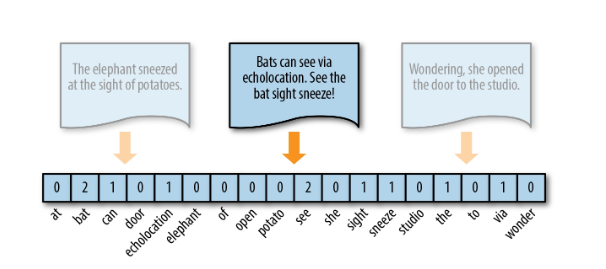 The elephant sneezed
at the sight of potatoes.
Bats can see via
echolocation. See the
bat sight sneeze!
Wondering, she opened
the door to the studio.
0 2 1 0 1 0 0 0 0 2 0 1 1 0 1 0 1 0
at bat can door echolocation elephant of open potato see she sight sneeze studio the to via wonder